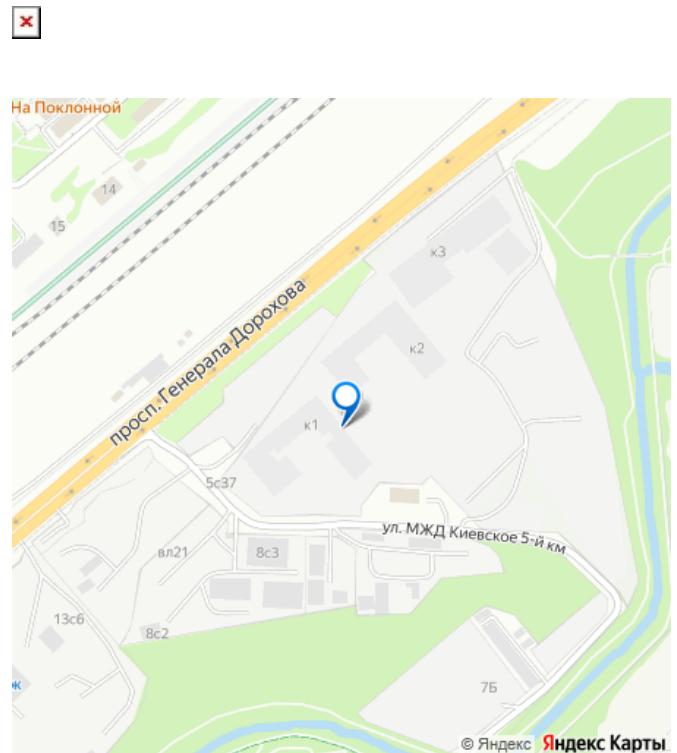 На Поклонной
14
15
к3
просп. Генерала Дорохова
к2
к1
5с37
ул. МЖД Киевское 5-й км
вл21
8с3
13с6
8с2
ж
7Б
© Яндекс Яндекс Карты